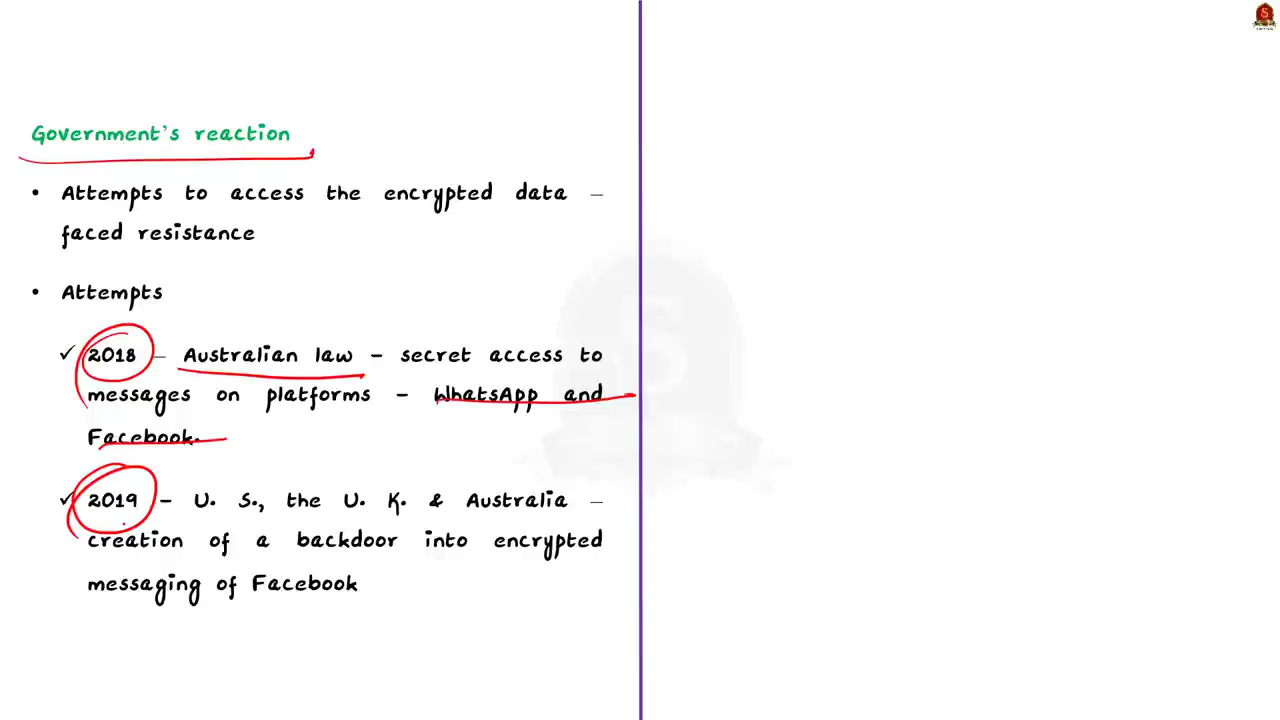 Government's reaction
• Attempts to access the encrypted data –
faced resistance
• Attempts
✓ 2018 – Australian law – secret access to
messages on platforms – WhatsApp and
Facebook.
✓ 2019 – U. S., the U. K. & Australia –
creation of a backdoor into encrypted
messaging of Facebook
S